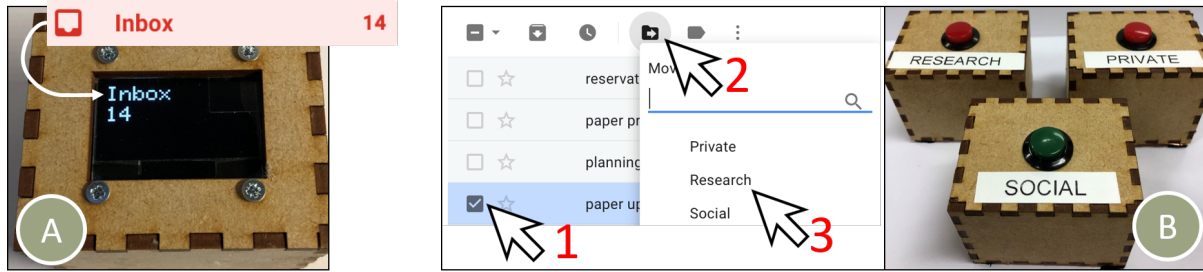 Inbox 14
Inbox
14
A
reservat
Mov
2
paper pr
planning
paper up
1
Private
Research
Social
3
RESEARCH
PRIVATE
SOCIAL
B